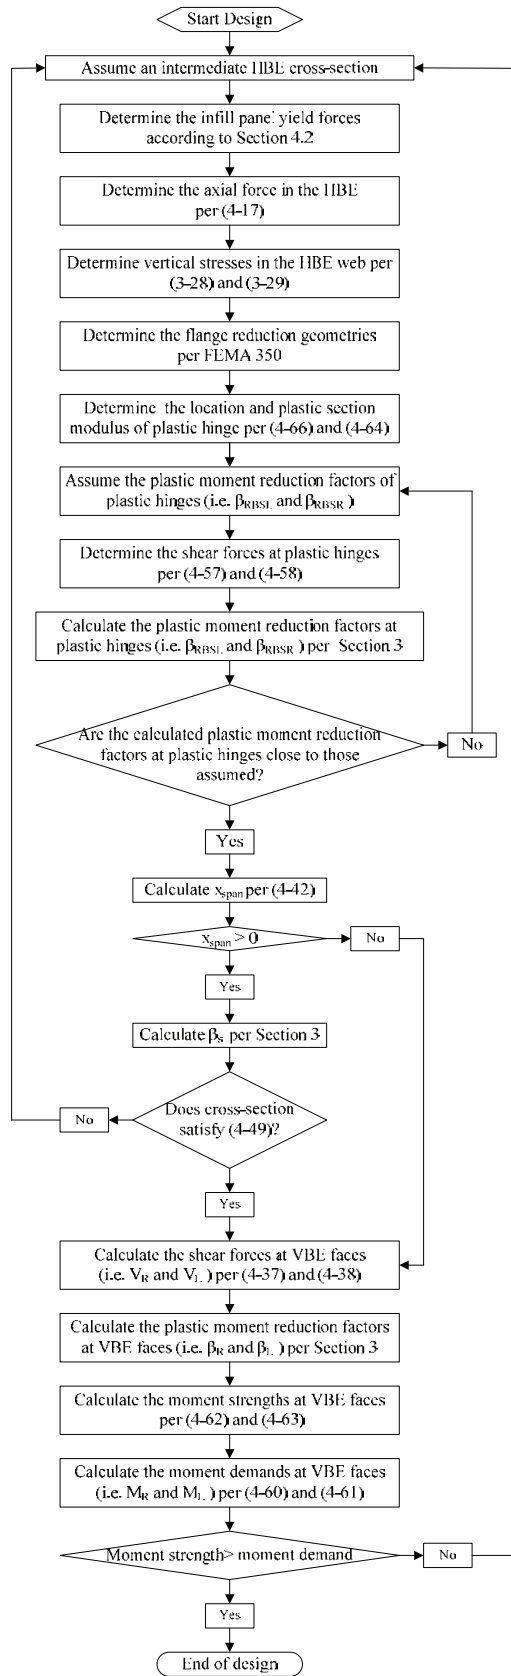 Start Design
Assume an intermediate HBE cross-section
Determine the infill panel yield forces
according to Section 4.2
Determine the axial force in the HBE
per (4-17)
Determine vertical stresses in the HBE web per
(3-28) and (3-29)
Determine the flange reduction geometries
per FEMA 350
Determine the location and plastic section
modulus of plastic hinge per (4-66) and (4-64)
Assume the plastic moment reduction factors of
plastic hinges (i.e. βRBSL and βRBSR )
Determine the shear forces at plastic hinges
per (4-57) and (4-58)
Calculate the plastic moment reduction factors at
plastic hinges (i.e. βRBSL and βRBSR ) per Section 3
Are the calculated plastic moment reduction
factors at plastic hinges close to those
assumed?
No
Yes
Calculate xspan per (4-42)
xspan > 0
No
Yes
Calculate βs per Section 3
Does cross-section
satisfy (4-49)?
No
Yes
Calculate the shear forces at VBE faces
(i.e. VR and VL ) per (4-37) and (4-38)
Calculate the plastic moment reduction factors
at VBE faces (i.e. βR and βL ) per Section 3
Calculate the moment strengths at VBE faces
per (4-62) and (4-63)
Calculate the moment demands at VBE faces
(i.e. MR and ML ) per (4-60) and (4-61)
Moment strength> moment demand
No
Yes
End of design